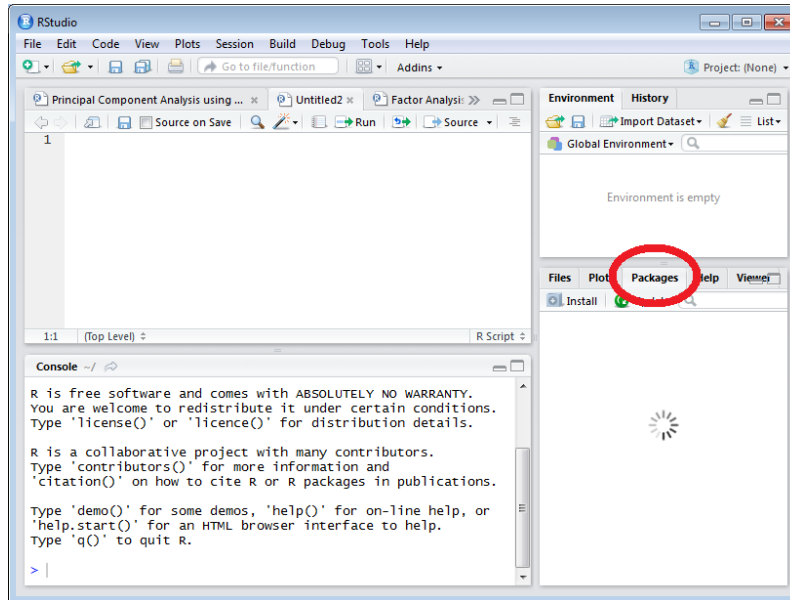 RStudio
File Edit Code View Plots Session Build Debug Tools Help
Go to file/function Addins Project: (None)
Principal Component Analysis using ... Untitled2 Factor Analysis
Source on Save Run Source
1
1:1 (Top Level) R Script
Console ~/
R is free software and comes with ABSOLUTELY NO WARRANTY.
You are welcome to redistribute it under certain conditions.
Type 'license()' or 'licence()' for distribution details.
R is a collaborative project with many contributors.
Type 'contributors()' for more information and
'citation()' on how to cite R or R packages in publications.
Type 'demo()' for some demos, 'help()' for on-line help, or
'help.start()' for an HTML browser interface to help.
Type 'q()' to quit R.
>
Environment History
Import Dataset List
Global Environment
Environment is empty
Files Plots Packages Help Viewer
Install